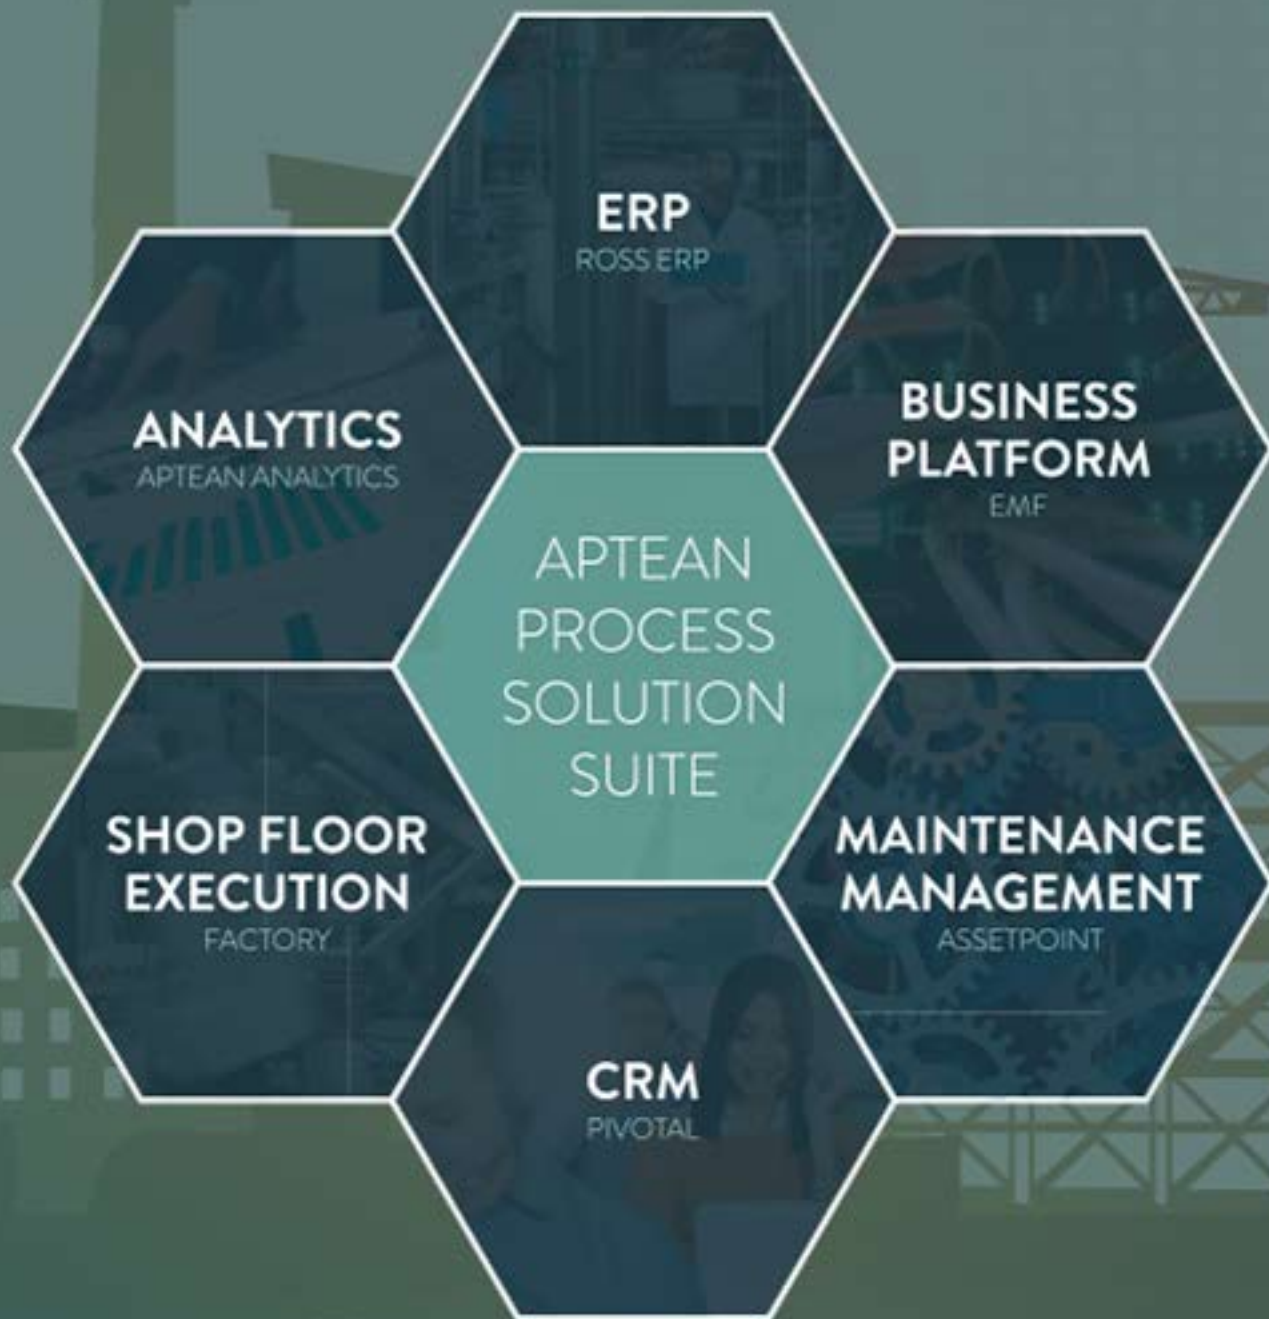 ERP
ROSS ERP
ANALYTICS
APTEAN ANALYTICS
BUSINESS
PLATFORM
EMF
APTEAN
PROCESS
SOLUTION
SUITE
SHOP FLOOR
EXECUTION
FACTORY
MAINTENANCE
MANAGEMENT
ASSETPOINT
CRM
PIVOTAL